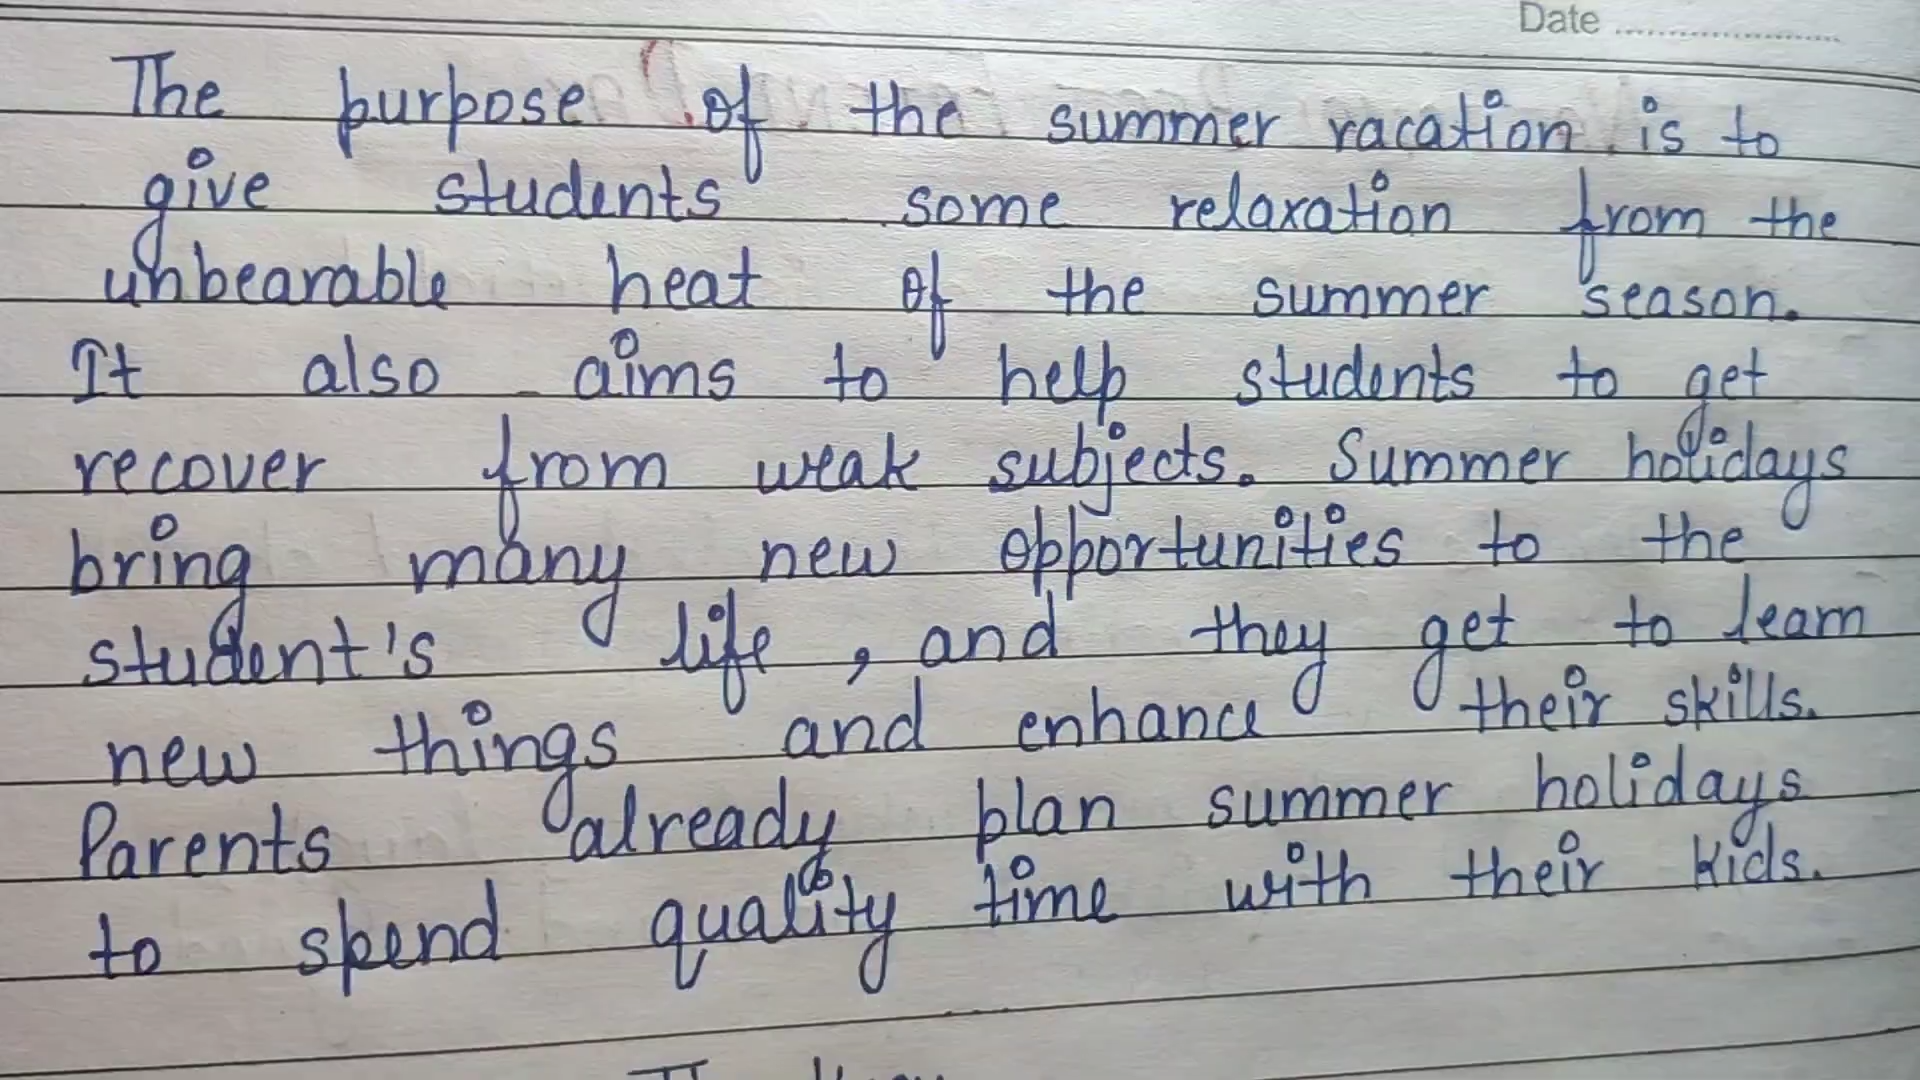 Date
The purpose of the summer racation is to
give students some relaxation from the
unbearable heat of the summer season.
It also aims to help students to get
recover from weak subjects. Summer holidays
bring many new opportunities to the
student's life, and they get to learn
new things and enhance their skills.
Parents already plan summer holidays
to spend quality time with their kids.